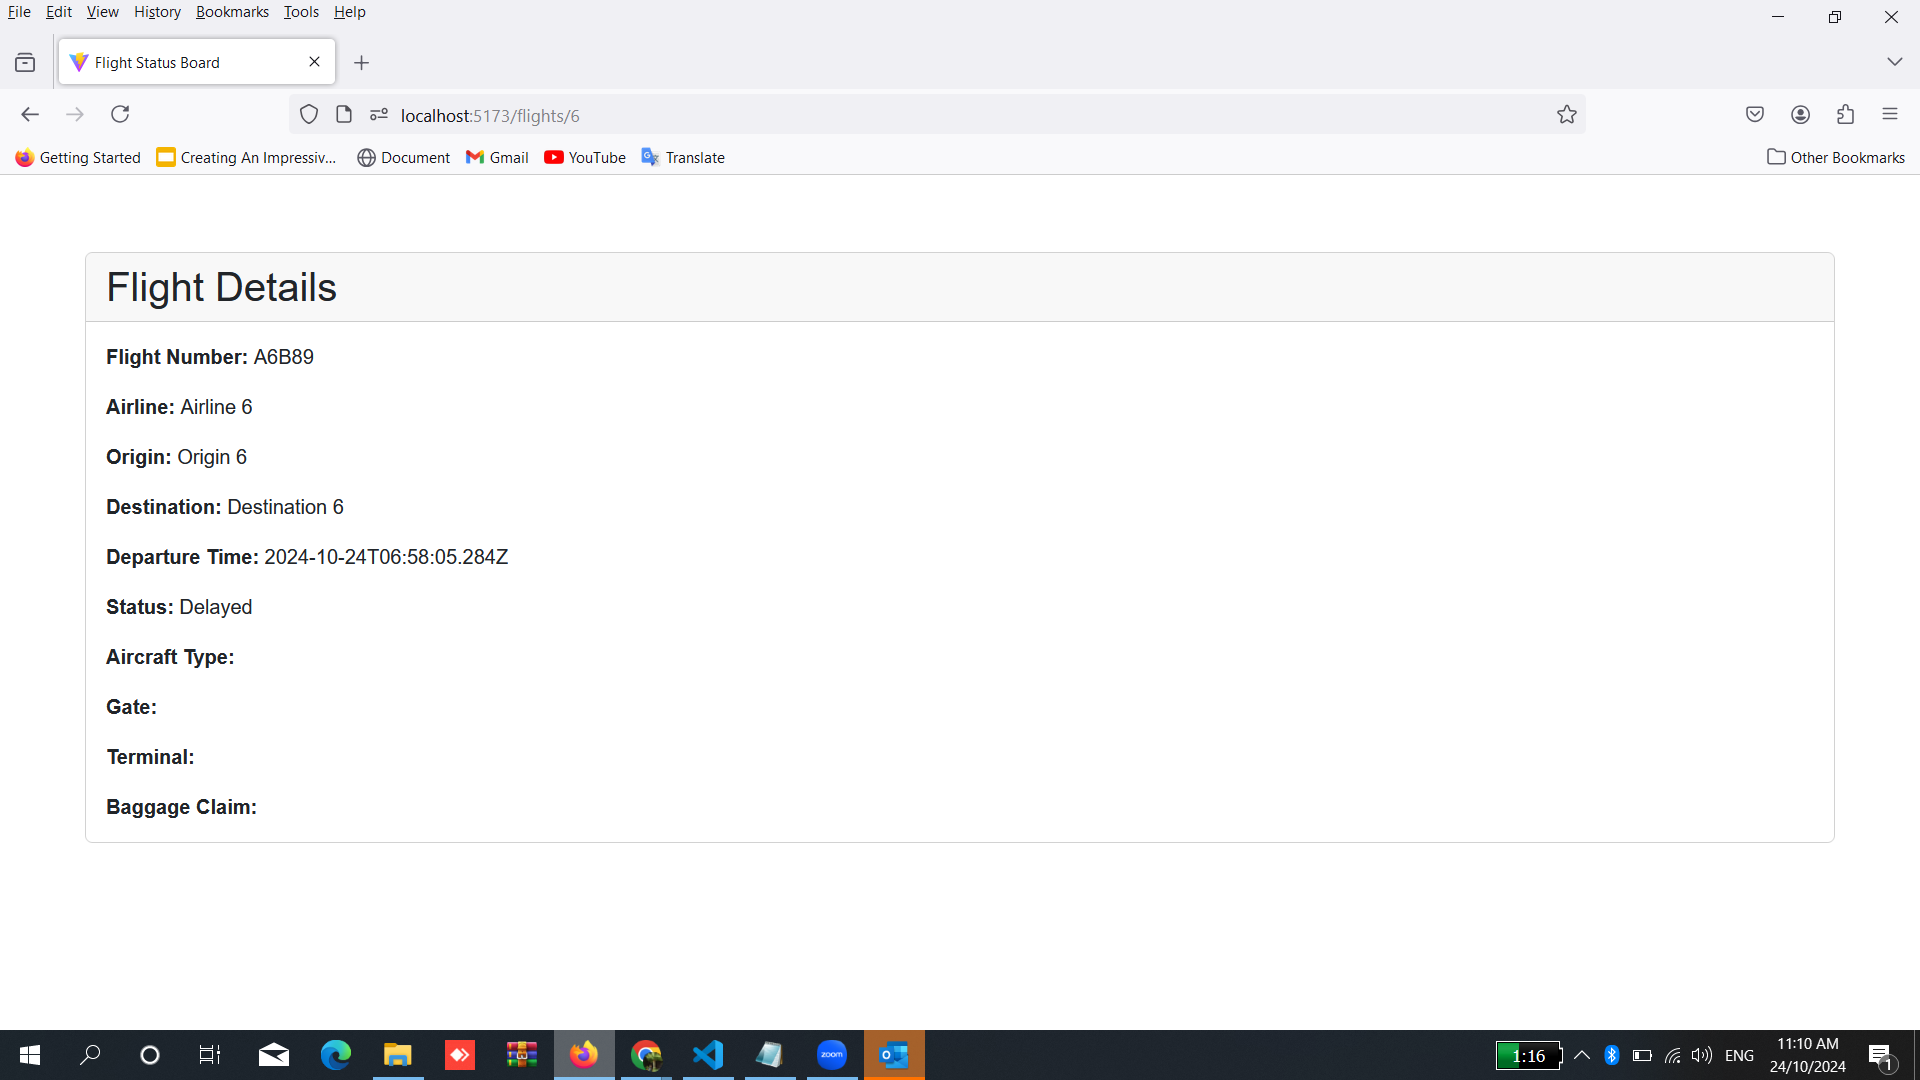 File Edit View History Bookmarks Tools Help
Flight Status Board
localhost:5173/flights/6
Getting Started Creating An Impressiv... Document Gmail YouTube Translate Other Bookmarks
Flight Details
Flight Number: A6B89
Airline: Airline 6
Origin: Origin 6
Destination: Destination 6
Departure Time: 2024-10-24T06:58:05.284Z
Status: Delayed
Aircraft Type:
Gate:
Terminal:
Baggage Claim:
zoom 1:16 ENG 11:10 AM
24/10/2024 1